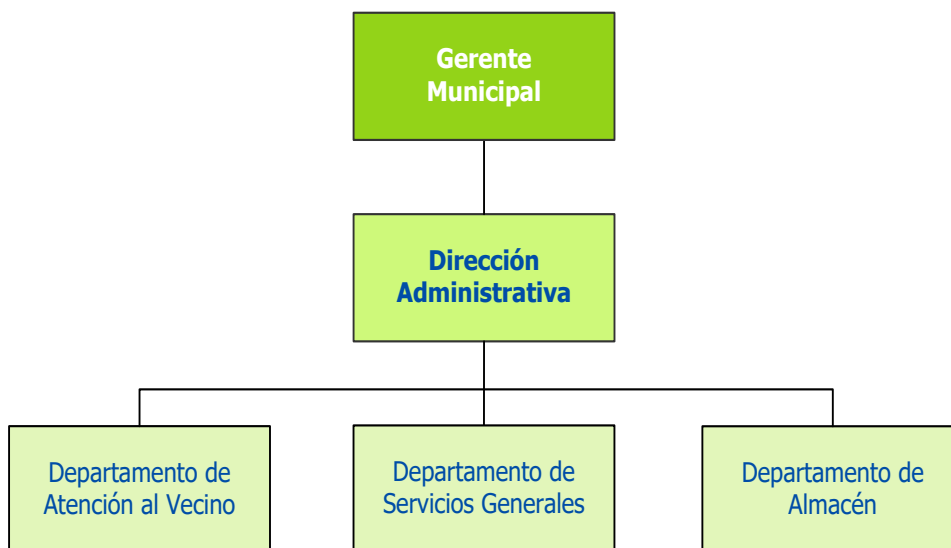 Gerente
Municipal
Dirección
Administrativa
Departamento de
Atención al Vecino
Departamento de
Servicios Generales
Departamento de
Almacén